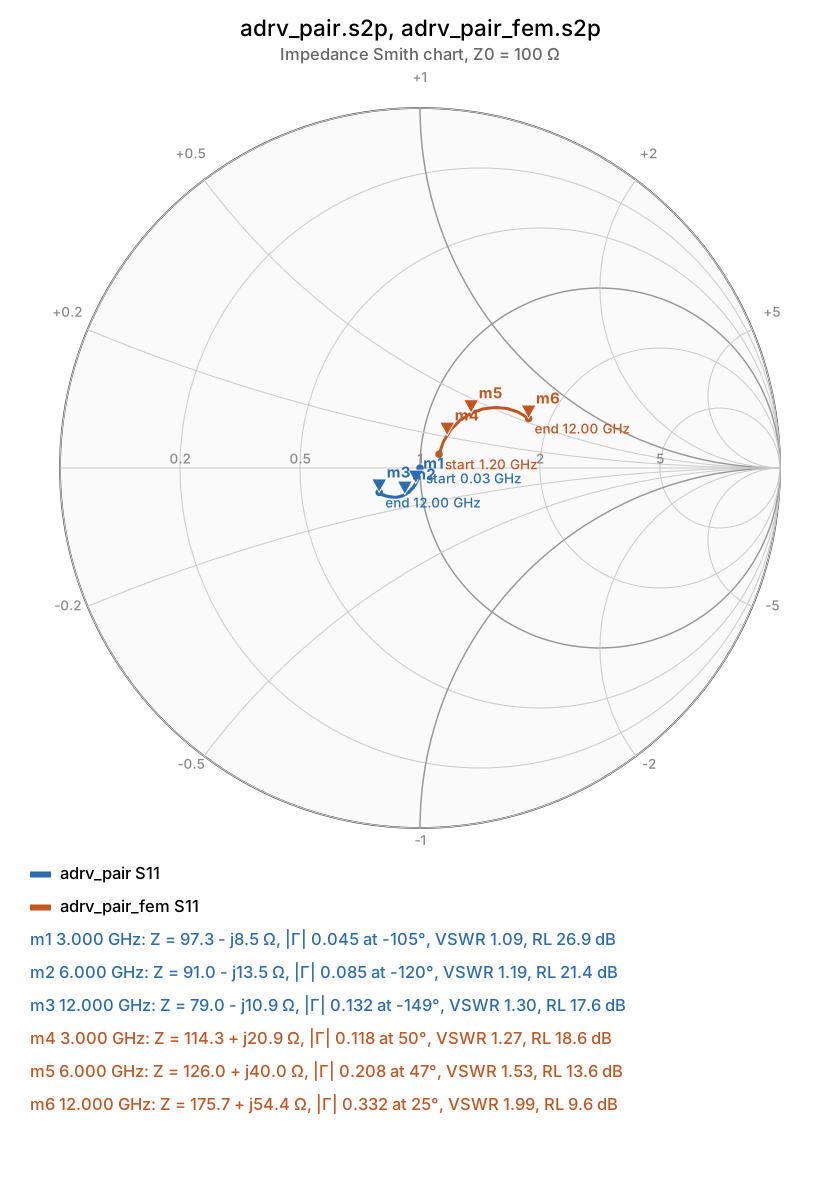 adrv_pair.s2p, adrv_pair_fem.s2p
Impedance Smith chart, Z0 = 100 Ω
+1
+0.5
+2
+0.2
+5
m5
m6
m4
end 12.00 GHz
0.2
0.5
1
2
5
m1
start 1.20 GHz
m3
m2
start 0.03 GHz
end 12.00 GHz
-0.2
-5
-0.5
-2
-1
adrv_pair S11
adrv_pair_fem S11
m1 3.000 GHz: Z = 97.3 - j8.5 Ω, |Γ| 0.045 at -105°, VSWR 1.09, RL 26.9 dB
m2 6.000 GHz: Z = 91.0 - j13.5 Ω, |Γ| 0.085 at -120°, VSWR 1.19, RL 21.4 dB
m3 12.000 GHz: Z = 79.0 - j10.9 Ω, |Γ| 0.132 at -149°, VSWR 1.30, RL 17.6 dB
m4 3.000 GHz: Z = 114.3 + j20.9 Ω, |Γ| 0.118 at 50°, VSWR 1.27, RL 18.6 dB
m5 6.000 GHz: Z = 126.0 + j40.0 Ω, |Γ| 0.208 at 47°, VSWR 1.53, RL 13.6 dB
m6 12.000 GHz: Z = 175.7 + j54.4 Ω, |Γ| 0.332 at 25°, VSWR 1.99, RL 9.6 dB